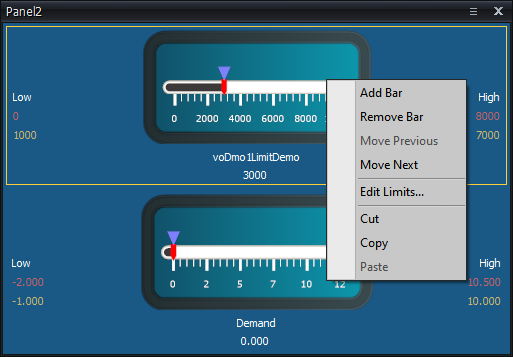 Panel2
Low
0
1000
0 2000 4000 6000 8000
High
8000
7000
voDmo1LimitDemo
3000
Add Bar
Remove Bar
Move Previous
Move Next
Edit Limits...
Cut
Copy
Paste
Low
-2.000
-1.000
0 2 5 7 10 12
High
10.500
10.000
Demand
0.000